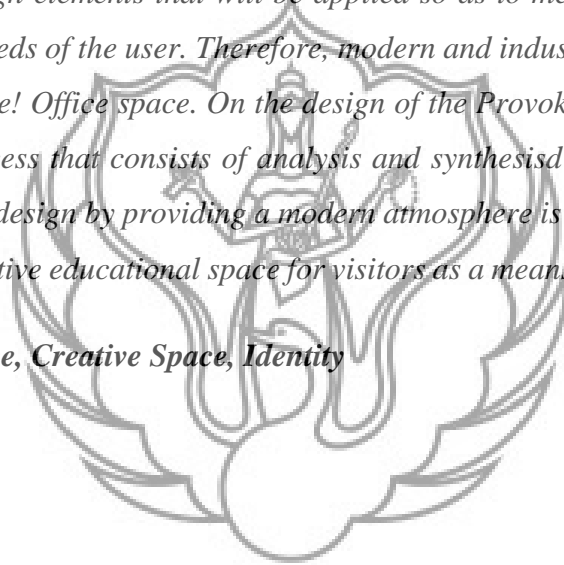 gn elements that will be applied so as to me
eds of the user. Therefore, modern and indus
e! Office space. On the design of the Provok
ess that consists of analysis and synthesisd
design by providing a modern atmosphere is
tive educational space for visitors as a means
e, Creative Space, Identity